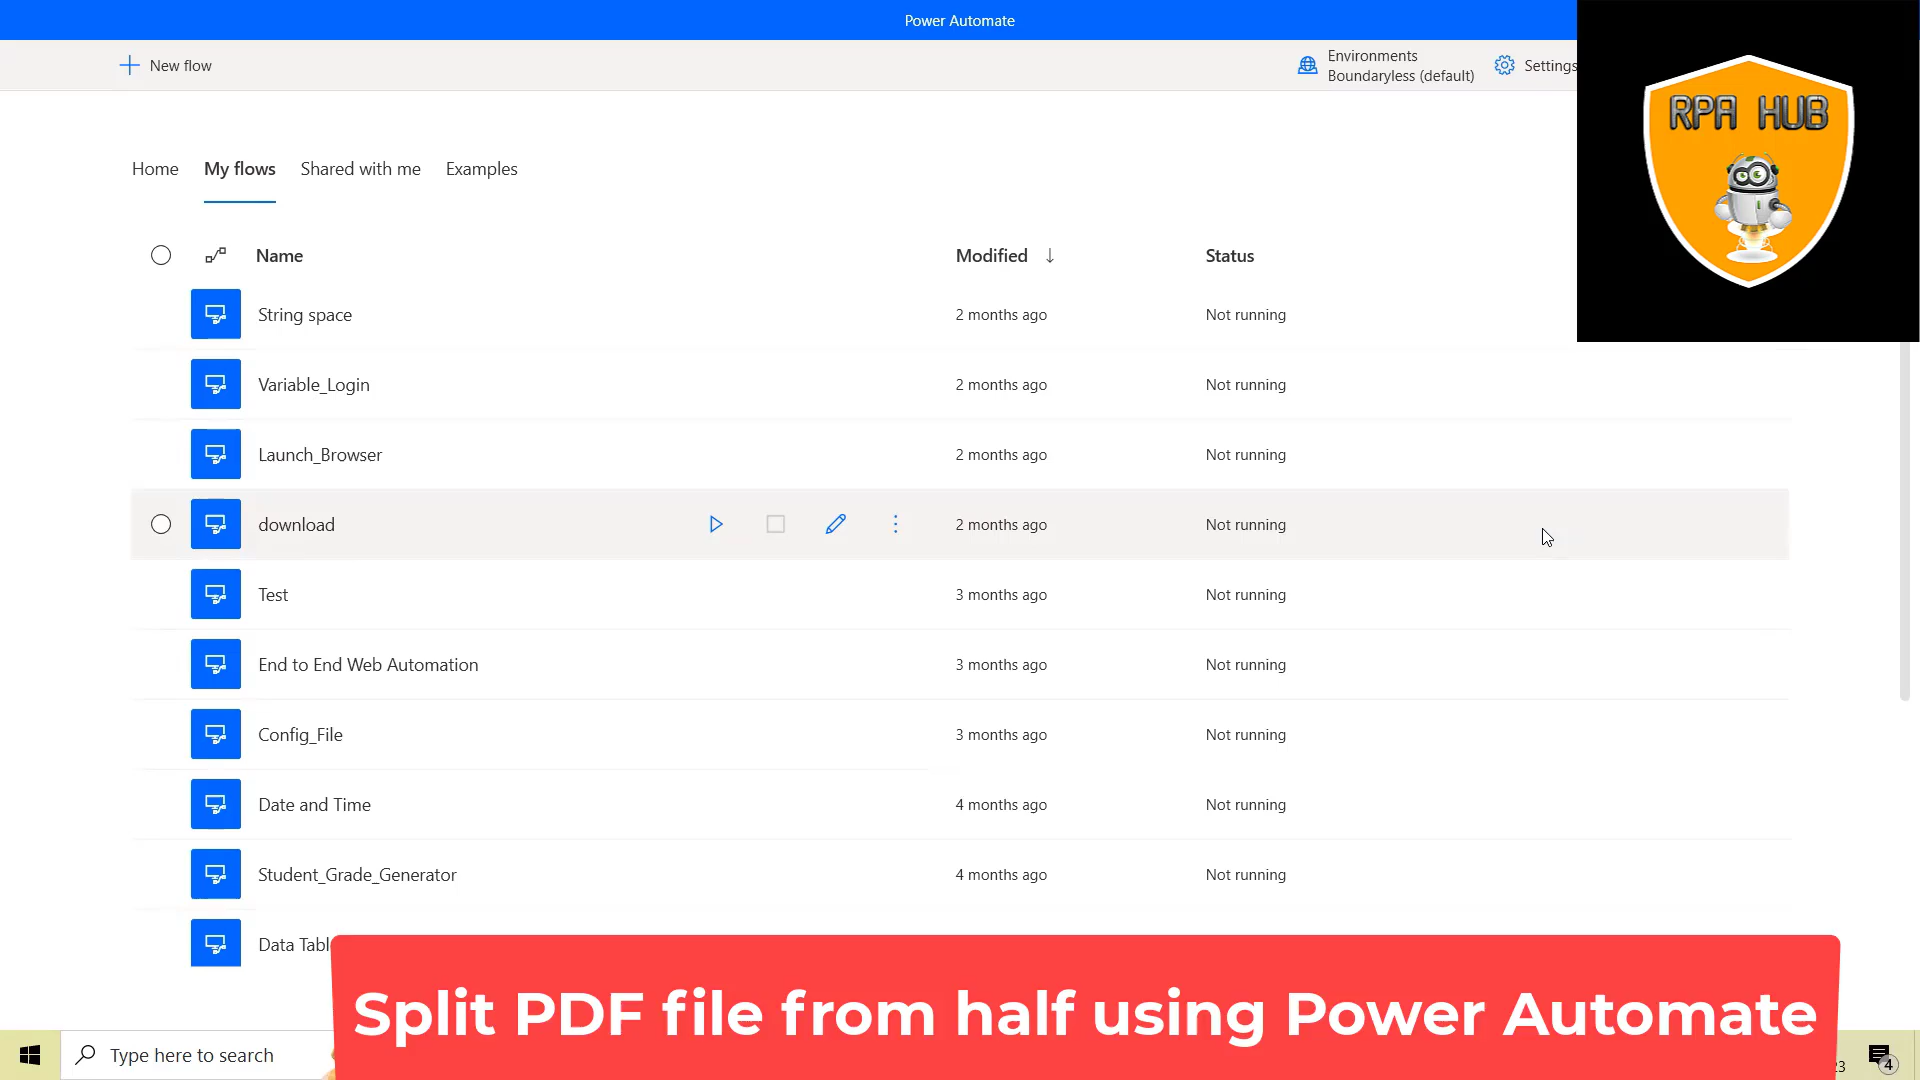 Power Automate
New flow
Environments
Boundaryless (default)
Settings
RPA HUB
Home My flows Shared with me Examples
Name Modified Status
String space 2 months ago Not running
Variable_Login 2 months ago Not running
Launch_Browser 2 months ago Not running
download 2 months ago Not running
Test 3 months ago Not running
End to End Web Automation 3 months ago Not running
Config_File 3 months ago Not running
Date and Time 4 months ago Not running
Student_Grade_Generator 4 months ago Not running
Data Tabl
Split PDF file from half using Power Automate
Type here to search
23
4